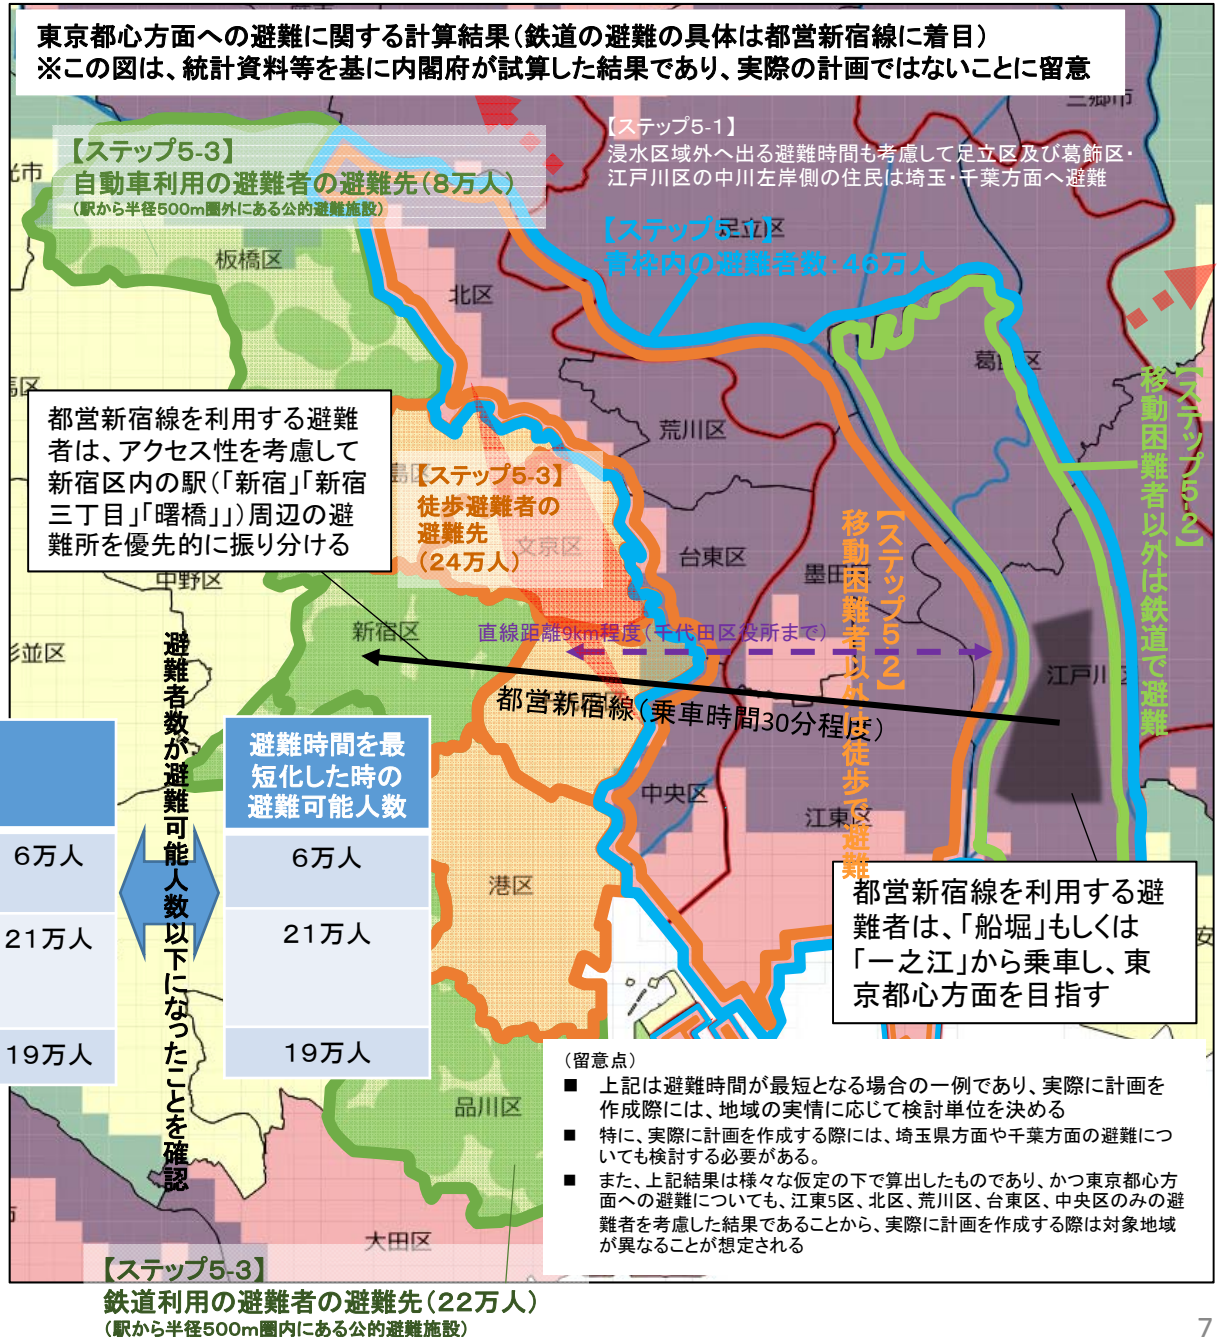 東京都心方面への避難に関する計算結果（鉄道の避難の具体は都営新宿線に着目）
※この図は、統計資料等を基に内閣府が試算した結果であり、実際の計画ではないことに留意
三郷市
【ステップ5-1】
浸水区域外へ出る避難時間も考慮して足立区及び葛飾区・
江戸川区の中川左岸側の住民は埼玉・千葉方面へ避難
【ステップ5-3】
自動車利用の避難者の避難先（8万人）
（駅から半径500m圏外にある公的避難施設）
光市
足立区
【ステップ5-1】
青枠内の避難者数：46万人
板橋区
北区
葛飾区
馬区
【ステップ5-2】
移動困難者以外は鉄道で避難
都営新宿線を利用する避難
者は、アクセス性を考慮して
新宿区内の駅（「新宿」「新宿
三丁目」「曙橋」」）周辺の避
難所を優先的に振り分ける
荒川区
島区
【ステップ5-3】
徒歩避難者の
避難先
（24万人）
文京区
台東区
墨田区
【ステップ5-2】
移動困難者以外は徒歩で避難
中野区
新宿区
杉並区
直線距離9km程度（千代田区役所まで）
江戸川区
都営新宿線（乗車時間30分程度）
避難者数が避難可能人数以下になったことを確認
避難時間を最
短化した時の
避難可能人数
6万人
6万人
21万人
21万人
19万人
19万人
中央区
江東区
港区
都営新宿線を利用する避
難者は、「船堀」もしくは
「一之江」から乗車し、東
京都心方面を目指す
安
（留意点）
■ 上記は避難時間が最短となる場合の一例であり、実際に計画を
作成際には、地域の実情に応じて検討単位を決める
■ 特に、実際に計画を作成する際には、埼玉県方面や千葉方面の避難につ
いても検討する必要がある。
■ また、上記結果は様々な仮定の下で算出したものであり、かつ東京都心方
面への避難についても、江東5区、北区、荒川区、台東区、中央区のみの避
難者を考慮した結果であることから、実際に計画を作成する際は対象地域
が異なることが想定される
品川区
大田区
市
【ステップ5-3】
鉄道利用の避難者の避難先（22万人）
（駅から半径500m圏内にある公的避難施設）
7